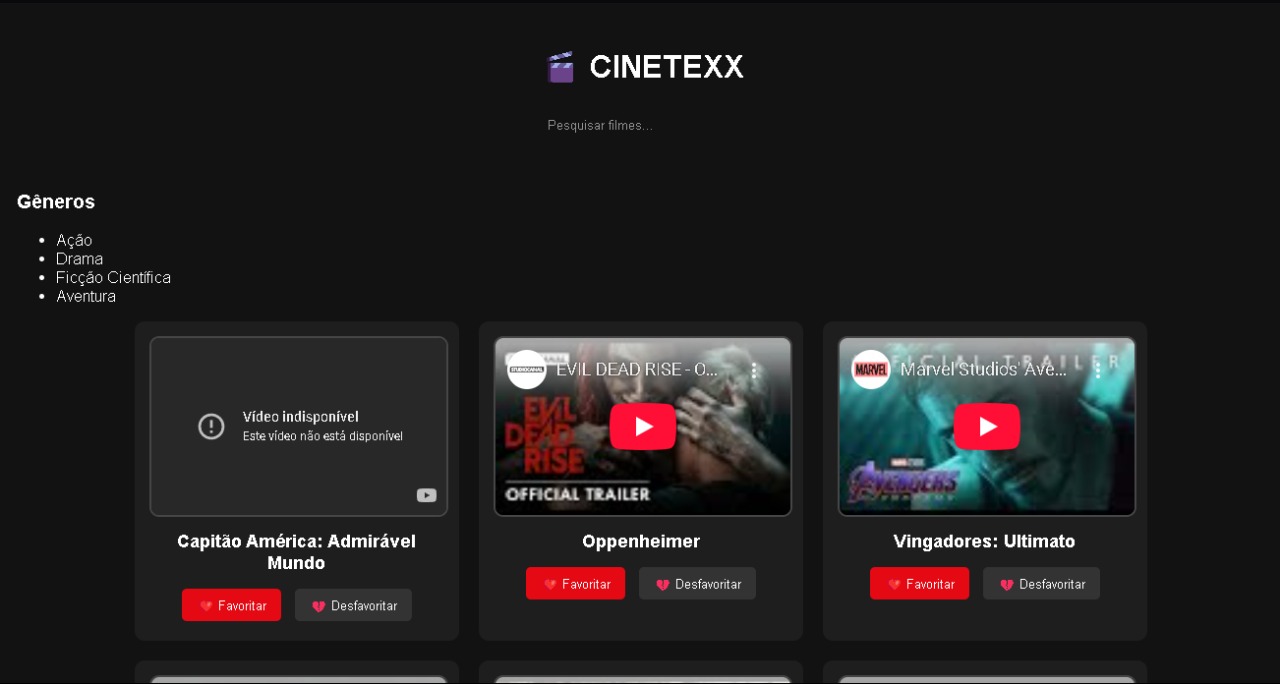 CINETEXX
Pesquisar filmes...
Gêneros
Ação
Drama
Ficção Científica
Aventura
Vídeo indisponível
Este vídeo não está disponível
Capitão América: Admirável
Mundo
Favoritar
Desfavoritar
STUDIOCANAL
EVIL DEAD RISE - O...
EVIL
DEAD
RISE
OFFICIAL TRAILER
Oppenheimer
Favoritar
Desfavoritar
MARVEL
Marvel Studios' Ave...
FICIAL TRAILER
AVENGERS
Vingadores: Ultimato
Favoritar
Desfavoritar